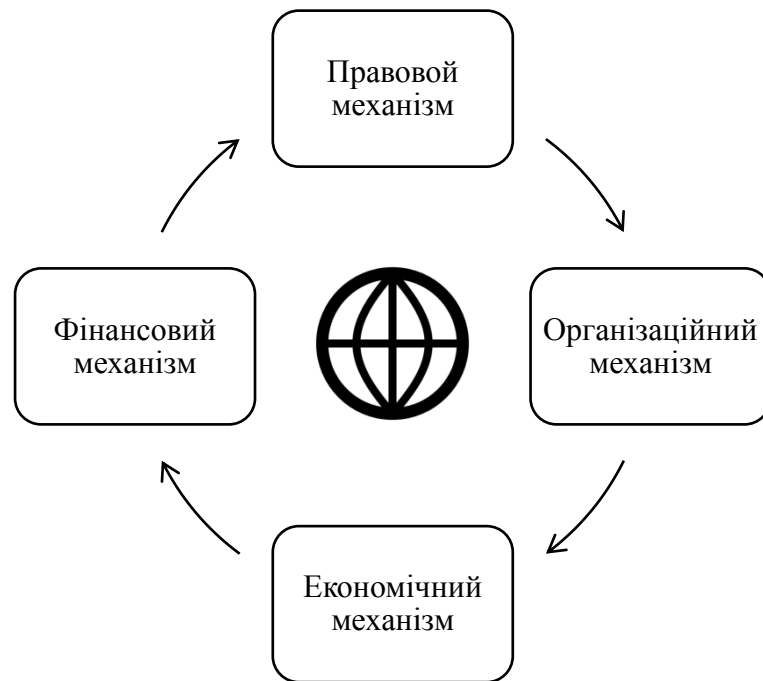 Правовой
механізм
Фінансовий
механізм
Організаційний
механізм
Економічний
механізм